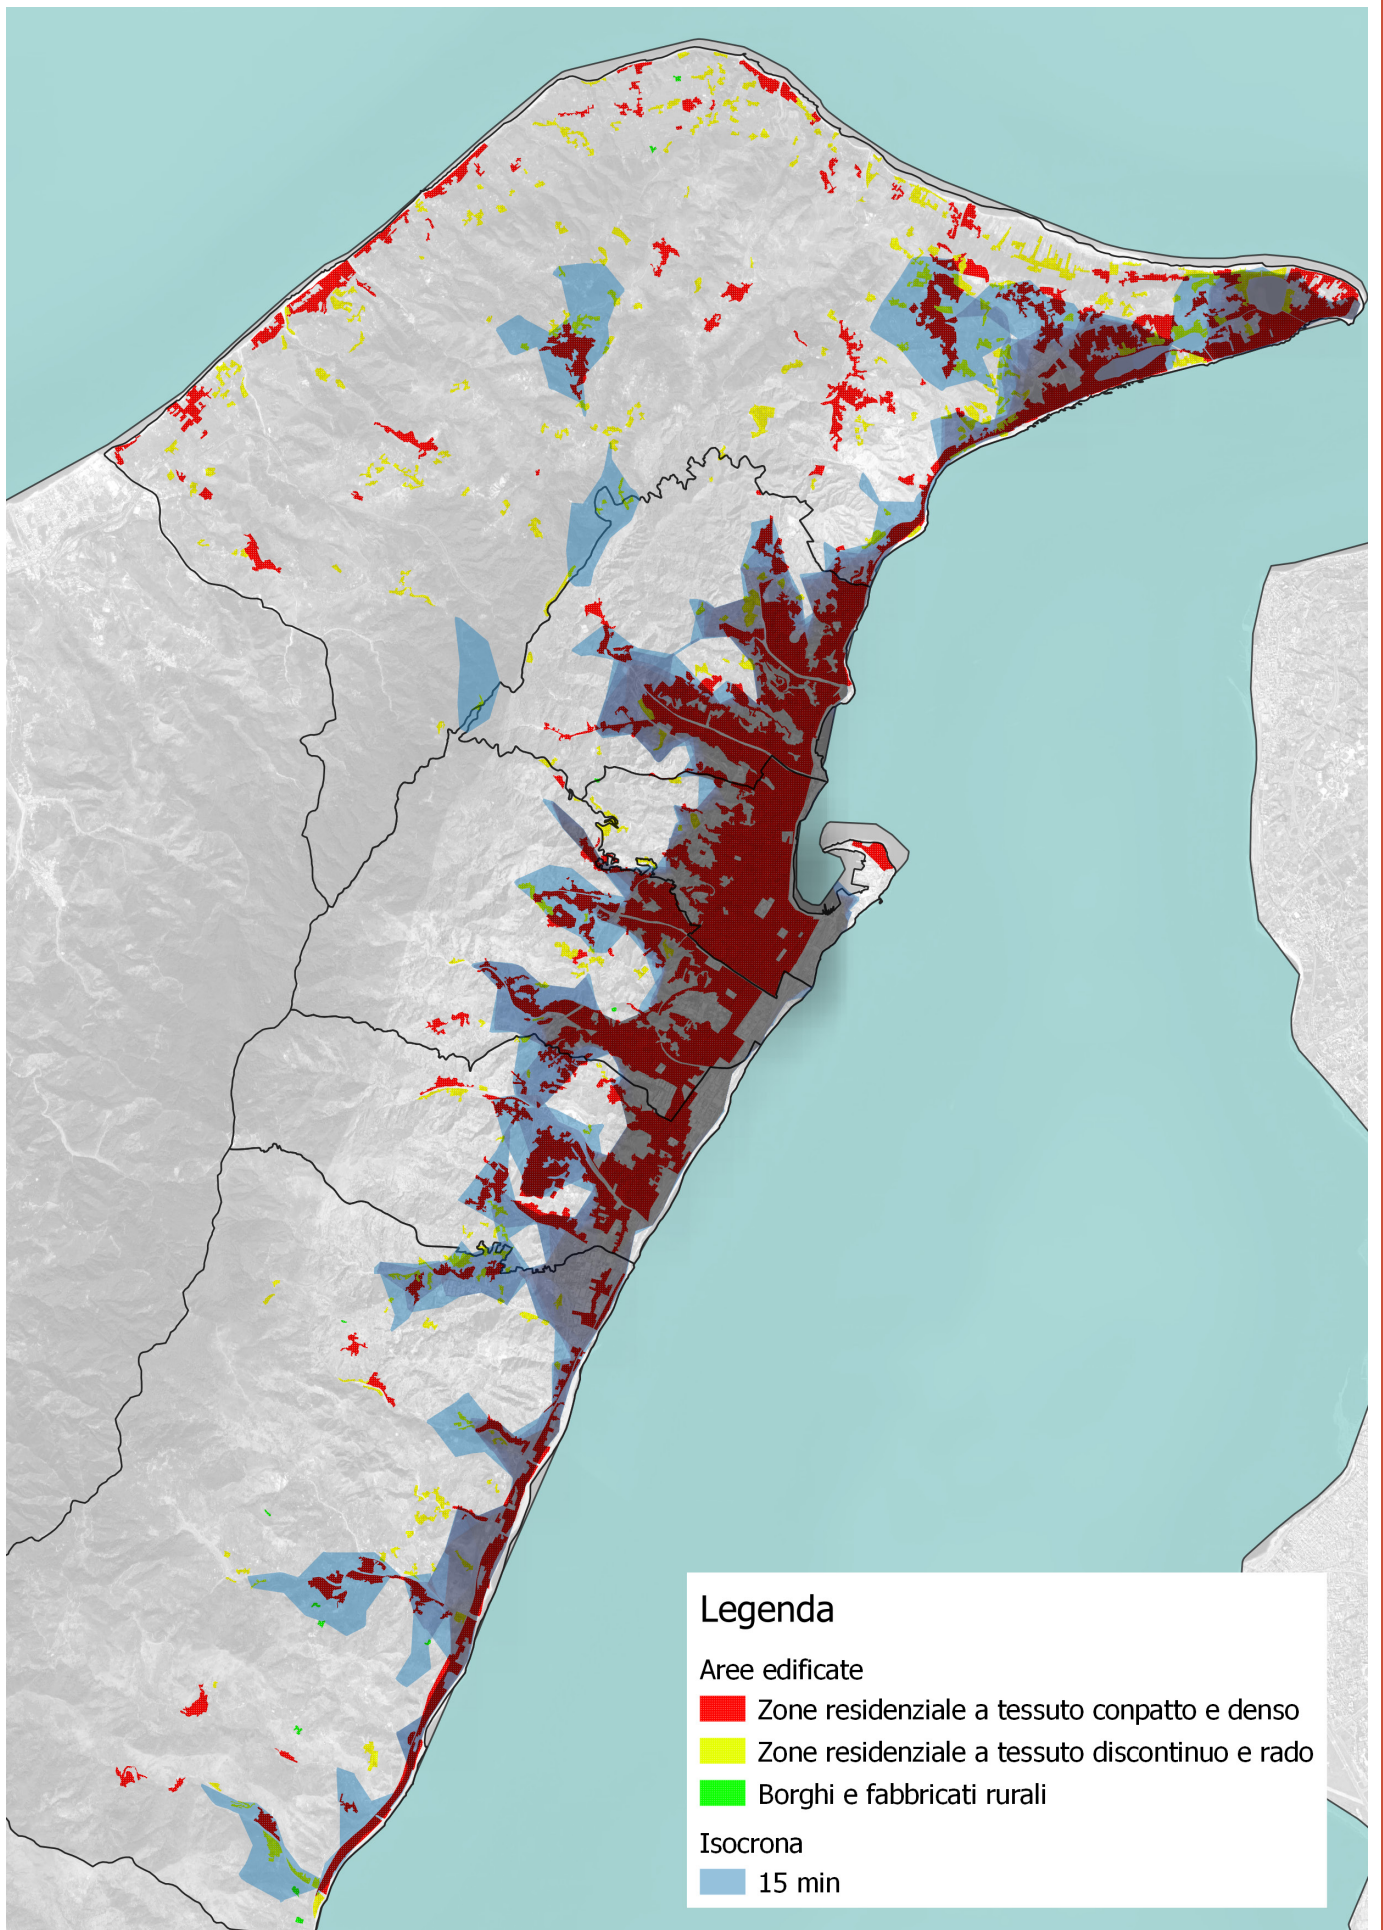 Legenda
Aree edificate
Zone residenziale a tessuto conpatto e denso
Zone residenziale a tessuto discontinuo e rado
Borghi e fabbricati rurali
Isocrona
15 min